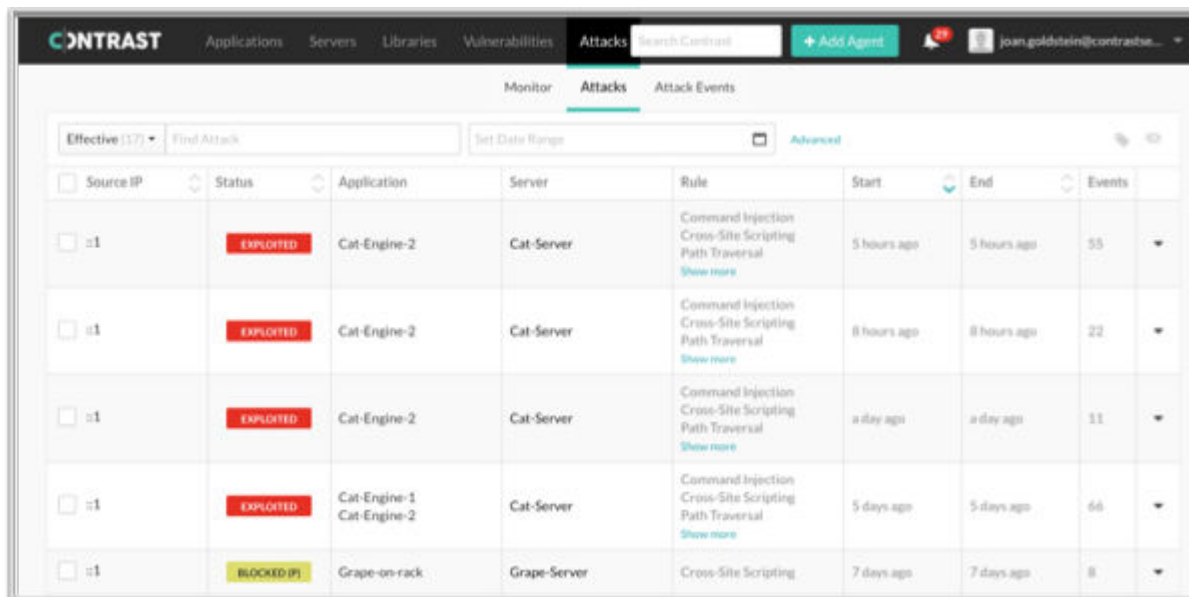 CONTRAST Applications Servers Libraries Vulnerabilities Attacks Search Contrast + Add Agent 29 joan.goldstein@contrastse...
Monitor Attacks Attack Events
Effective (17) Find Attack Set Date Range Advanced
Source IP Status Application Server Rule Start End Events
::1 EXPLOITED Cat-Engine-2 Cat-Server Command Injection 5 hours ago 5 hours ago 55
Cross-Site Scripting
Path Traversal
Show more
::1 EXPLOITED Cat-Engine-2 Cat-Server Command Injection 8 hours ago 8 hours ago 22
Cross-Site Scripting
Path Traversal
Show more
::1 EXPLOITED Cat-Engine-2 Cat-Server Command Injection a day ago a day ago 11
Cross-Site Scripting
Path Traversal
Show more
::1 EXPLOITED Cat-Engine-1 Cat-Server Command Injection 5 days ago 5 days ago 66
Cat-Engine-2 Cross-Site Scripting
Path Traversal
Show more
::1 BLOCKED (P) Grape-on-rack Grape-Server Cross-Site Scripting 7 days ago 7 days ago 8